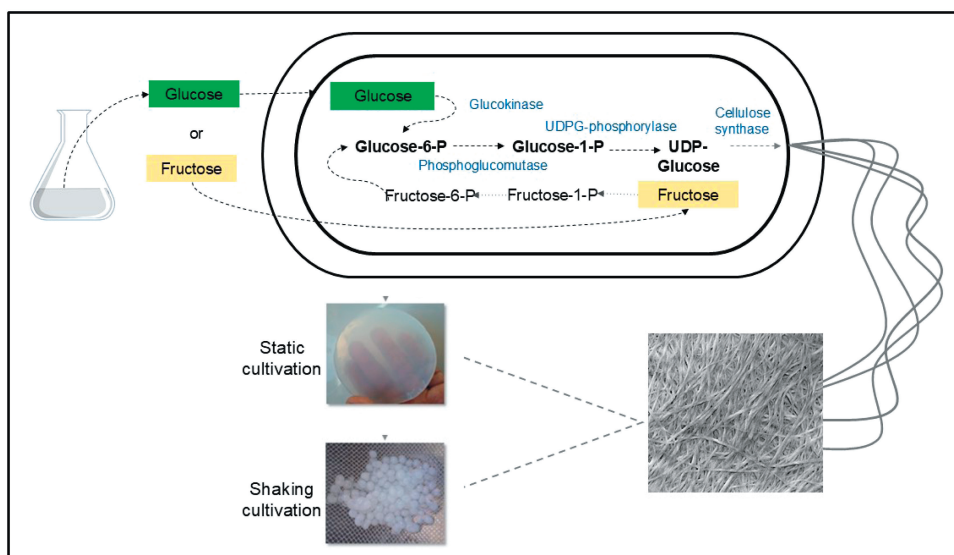 Glucose
or
Fructose
Glucose
Glucokinase
Glucose-6-P
Phosphoglucomutase
Glucose-1-P
UDPG-phosphorylase
UDP-
Glucose
Cellulose
synthase
Fructose-6-P
Fructose-1-P
Fructose
Static
cultivation
Shaking
cultivation